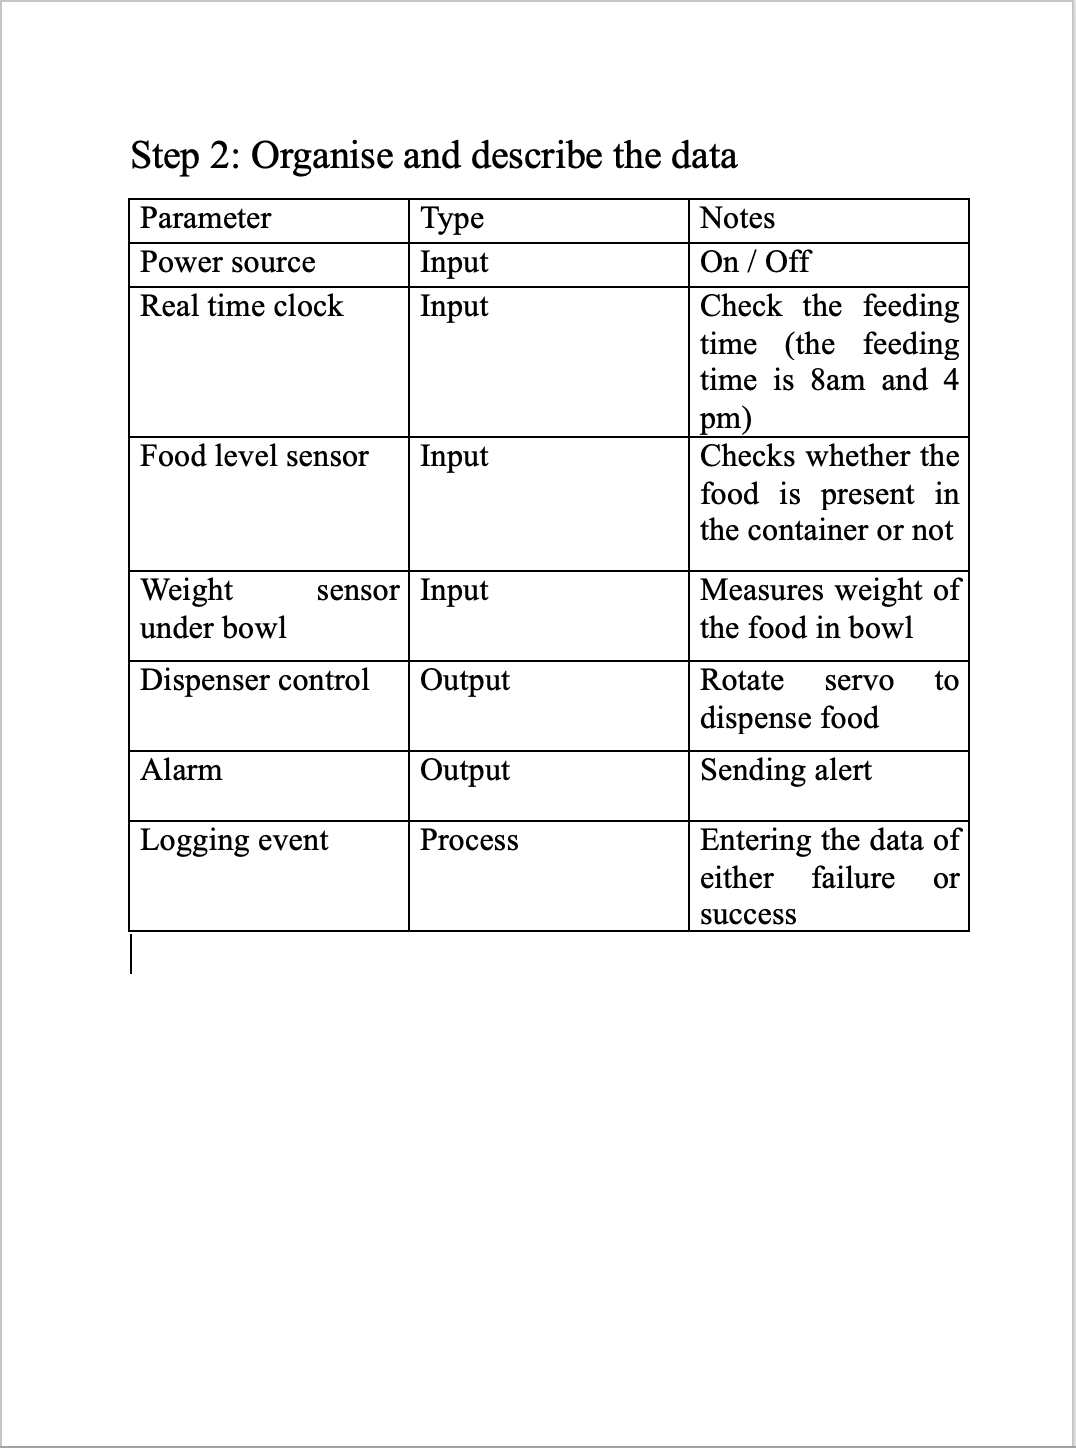 Step 2: Organise and describe the data
Parameter Type Notes
Power source Input On / Off
Real time clock Input Check the feeding
time (the feeding
time is 8am and 4
pm)
Food level sensor Input Checks whether the
food is present in
the container or not
Weight sensor Input Measures weight of
under bowl the food in bowl
Dispenser control Output Rotate servo to
dispense food
Alarm Output Sending alert
Logging event Process Entering the data of
either failure or
success